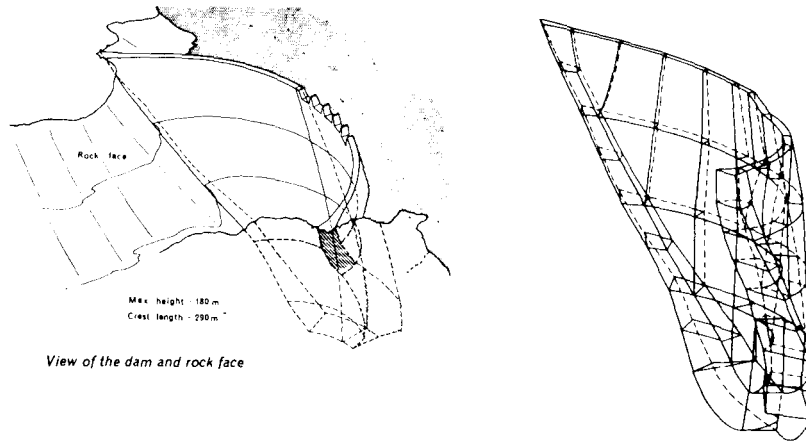 Rock face
Max height - 180 m
Crest length - 290 m
View of the dam and rock face